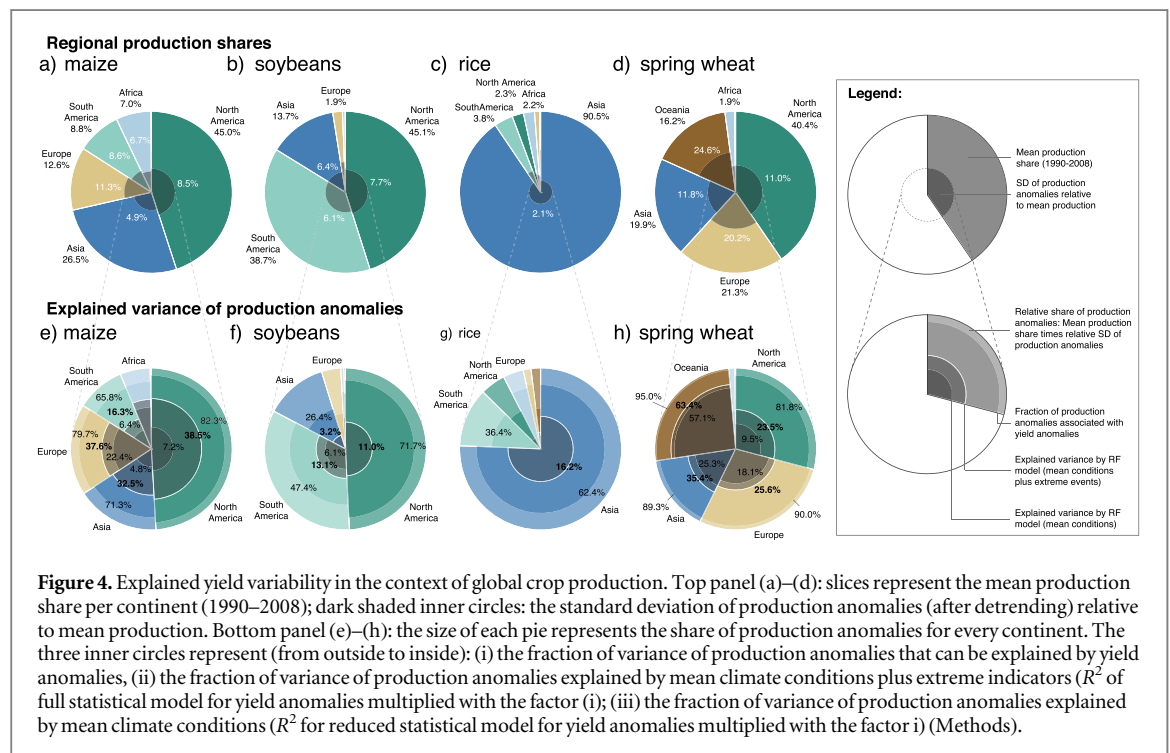 Regional production shares
a) maize
b) soybeans
c) rice
d) spring wheat
Africa
7.0%
South
America
8.8%
North
America
45.0%
Europe
12.6%
6.7%
8.6%
11.3%
8.5%
4.9%
Asia
26.5%
Europe
1.9%
Asia
13.7%
North
America
45.1%
6.4%
7.7%
6.1%
South
America
38.7%
North America
2.3%
Africa
2.2%
SouthAmerica
3.8%
Asia
90.5%
2.1%
Africa
1.9%
Oceania
16.2%
North
America
40.4%
24.6%
11.0%
11.8%
20.2%
Asia
19.9%
Europe
21.3%
Explained variance of production anomalies
e) maize
f) soybeans
g) rice
h) spring wheat
Africa
South
America
65.8%
16.3%
6.4%
82.3%
38.5%
7.2%
79.7%
37.6%
22.4%
Europe
4.8%
32.5%
71.3%
Asia
North
America
Europe
Asia
26.4%
3.2%
6.1%
13.1%
11.0%
71.7%
47.4%
South
America
North
America
Europe
North
America
South
America
36.4%
16.2%
62.4%
Asia
Oceania
North
America
95.0%
63.4%
57.1%
81.8%
23.5%
9.5%
25.3%
18.1%
35.4%
25.6%
89.3%
90.0%
Asia
Europe
Legend:
Mean production
share (1990-2008)
SD of production
anomalies relative
to mean production
Relative share of production
anomalies: Mean production
share times relative SD of
production anomalies
Fraction of production
anomalies associated with
yield anomalies
Explained variance by RF
model (mean conditions
plus extreme events)
Explained variance by RF
model (mean conditions)
Figure 4. Explained yield variability in the context of global crop production. Top panel (a)–(d): slices represent the mean production
share per continent (1990–2008); dark shaded inner circles: the standard deviation of production anomalies (after detrending) relative
to mean production. Bottom panel (e)–(h): the size of each pie represents the share of production anomalies for every continent. The
three inner circles represent (from outside to inside): (i) the fraction of variance of production anomalies that can be explained by yield
anomalies, (ii) the fraction of variance of production anomalies explained by mean climate conditions plus extreme indicators (R² of
full statistical model for yield anomalies multiplied with the factor (i); (iii) the fraction of variance of production anomalies explained
by mean climate conditions (R² for reduced statistical model for yield anomalies multiplied with the factor i) (Methods).